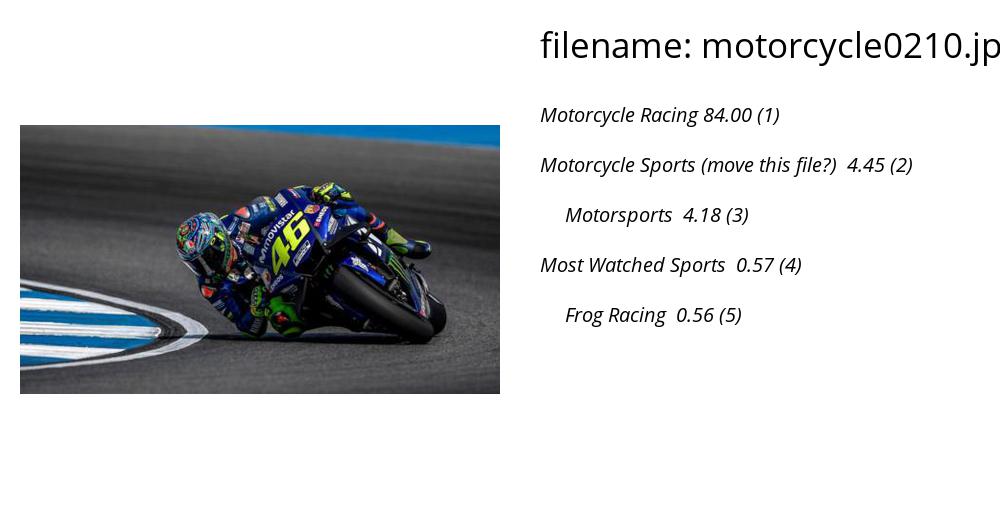 filename: motorcycle0210.jp
Motorcycle Racing 84.00 (1)
Motorcycle Sports (move this file?) 4.45 (2)
Motorsports 4.18 (3)
Most Watched Sports 0.57 (4)
Frog Racing 0.56 (5)
movistar
46